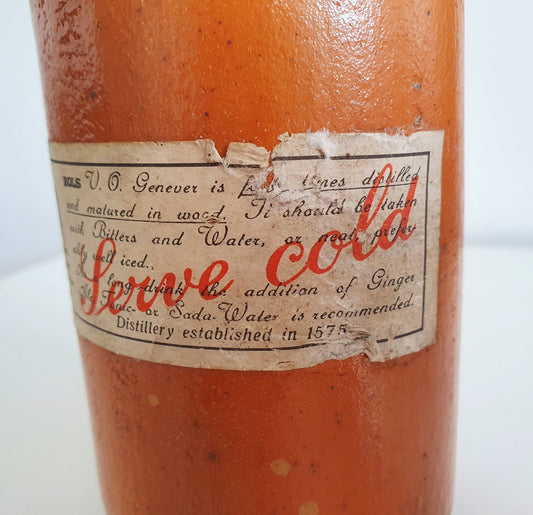 BOLS V. O. Genever is times distilled
and matured in wood. It should be taken
with Bitters and Water, or neat, prefer-
ably well iced.
long drink the addition of Ginger
Ale, Tonic- or Soda-Water is recommended.
Distillery established in 1575
Serve cold